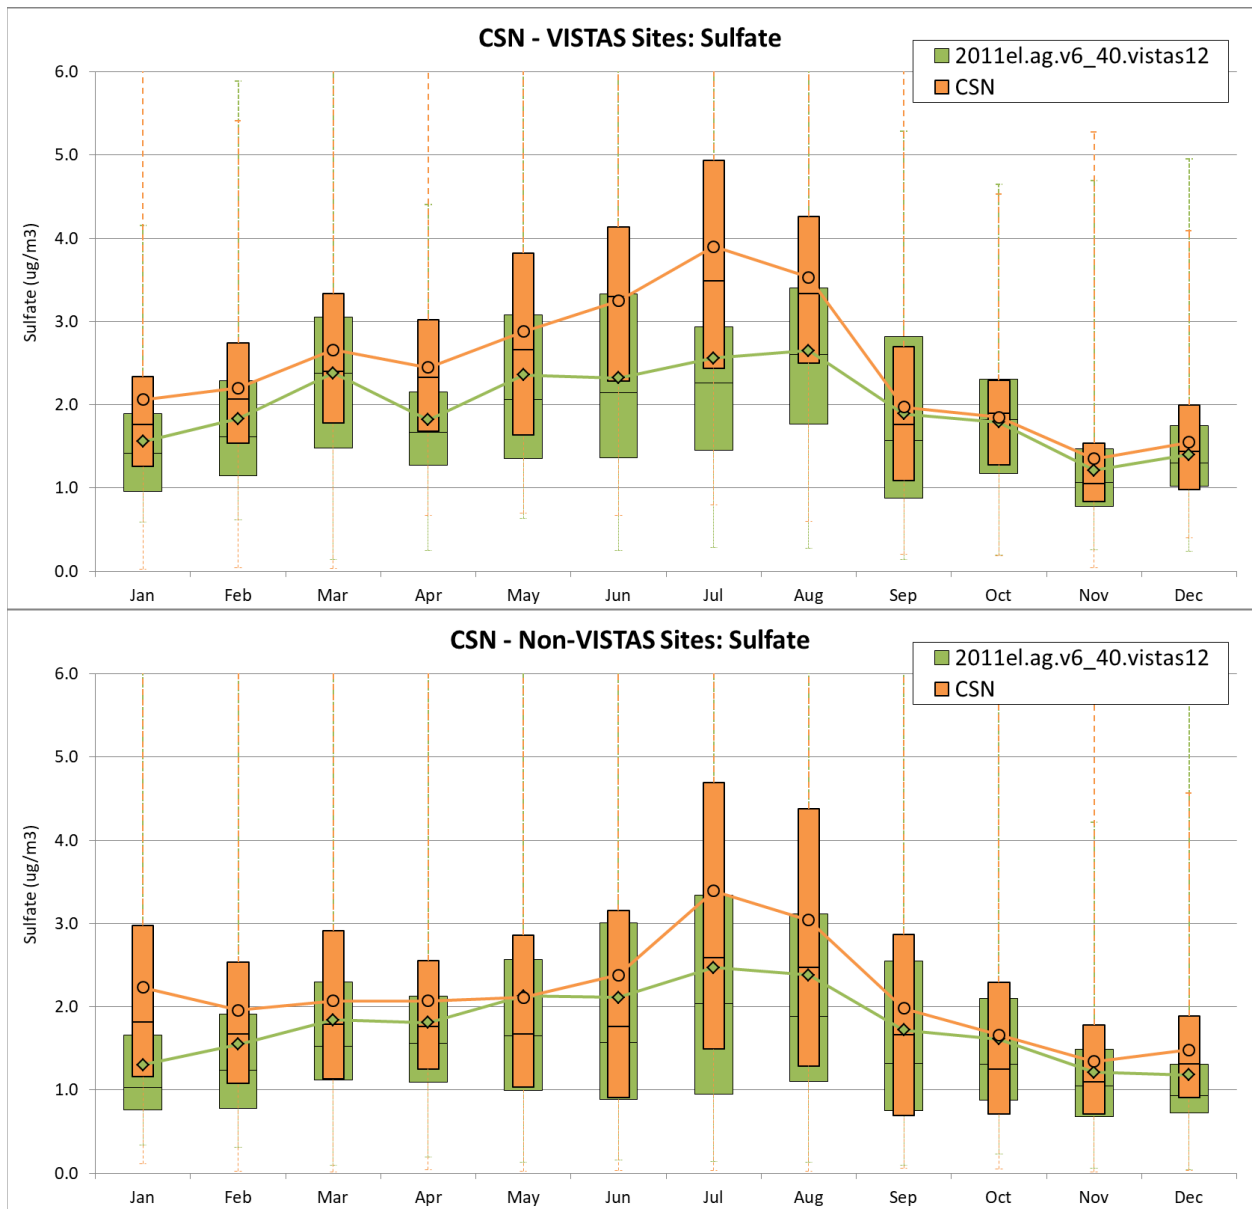 CSN - VISTAS Sites: Sulfate
2011el.ag.v6_40.vistas12
CSN
6.0
5.0
4.0
3.0
2.0
1.0
0.0
Sulfate (ug/m3)
Jan Feb Mar Apr May Jun Jul Aug Sep Oct Nov Dec
CSN - Non-VISTAS Sites: Sulfate
2011el.ag.v6_40.vistas12
CSN
6.0
5.0
4.0
3.0
2.0
1.0
0.0
Sulfate (ug/m3)
Jan Feb Mar Apr May Jun Jul Aug Sep Oct Nov Dec